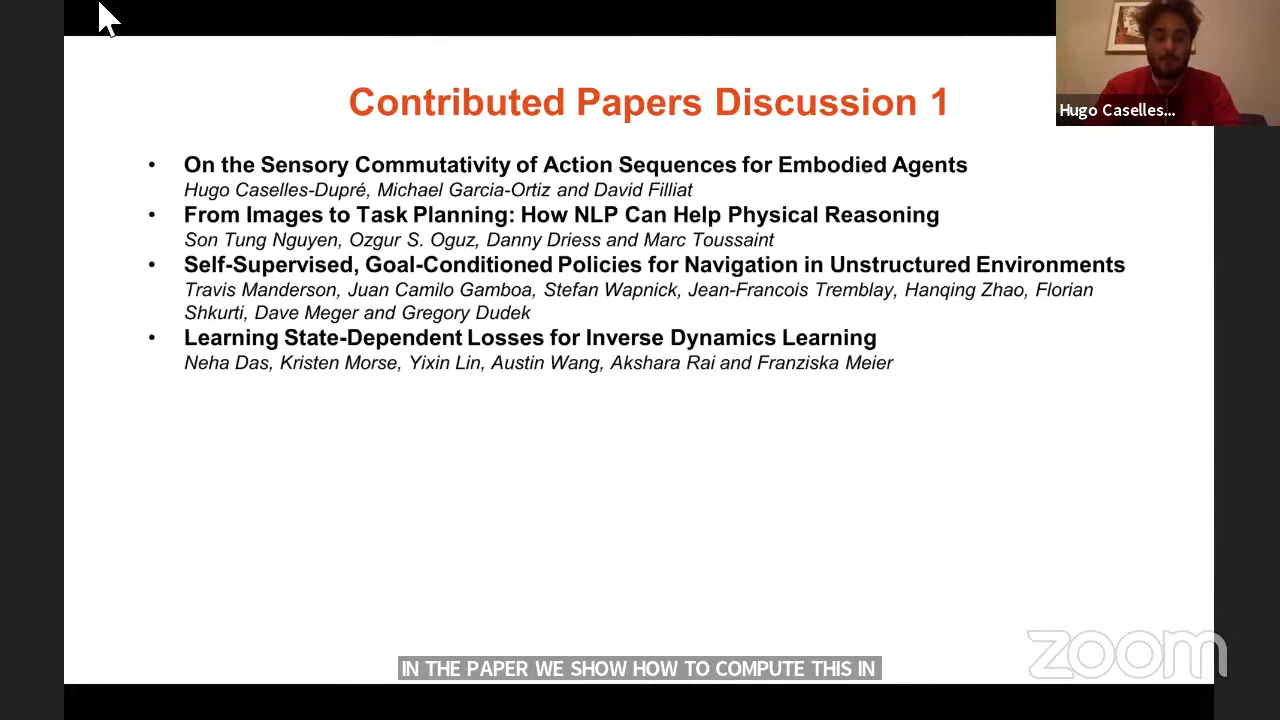 Contributed Papers Discussion 1
Hugo Caselles...
• On the Sensory Commutativity of Action Sequences for Embodied Agents
Hugo Caselles-Dupré, Michael Garcia-Ortiz and David Filliat
• From Images to Task Planning: How NLP Can Help Physical Reasoning
Son Tung Nguyen, Ozgur S. Oguz, Danny Driess and Marc Toussaint
• Self-Supervised, Goal-Conditioned Policies for Navigation in Unstructured Environments
Travis Manderson, Juan Camilo Gamboa, Stefan Wapnick, Jean-Francois Tremblay, Hanqing Zhao, Florian
Shkurti, Dave Meger and Gregory Dudek
• Learning State-Dependent Losses for Inverse Dynamics Learning
Neha Das, Kristen Morse, Yixin Lin, Austin Wang, Akshara Rai and Franziska Meier
zoom
IN THE PAPER WE SHOW HOW TO COMPUTE THIS IN